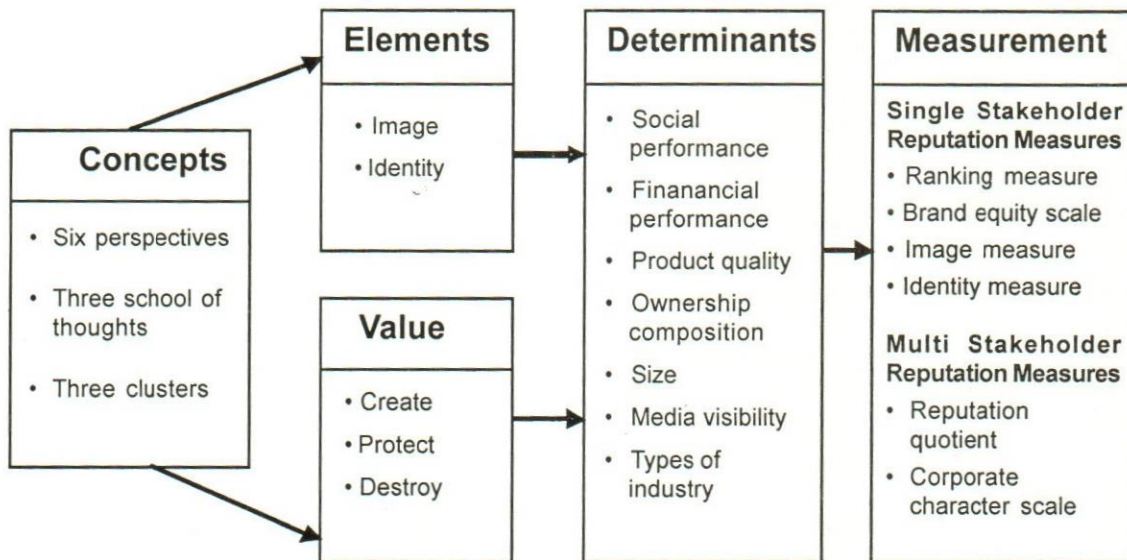 Concepts
• Six perspectives
• Three school of
thoughts
• Three clusters
Elements
• Image
• Identity
Value
• Create
• Protect
• Destroy
Determinants
• Social
performance
• Finanancial
performance
• Product quality
• Ownership
composition
• Size
• Media visibility
• Types of
industry
Measurement
Single Stakeholder
Reputation Measures
• Ranking measure
• Brand equity scale
• Image measure
• Identity measure
Multi Stakeholder
Reputation Measures
• Reputation
quotient
• Corporate
character scale